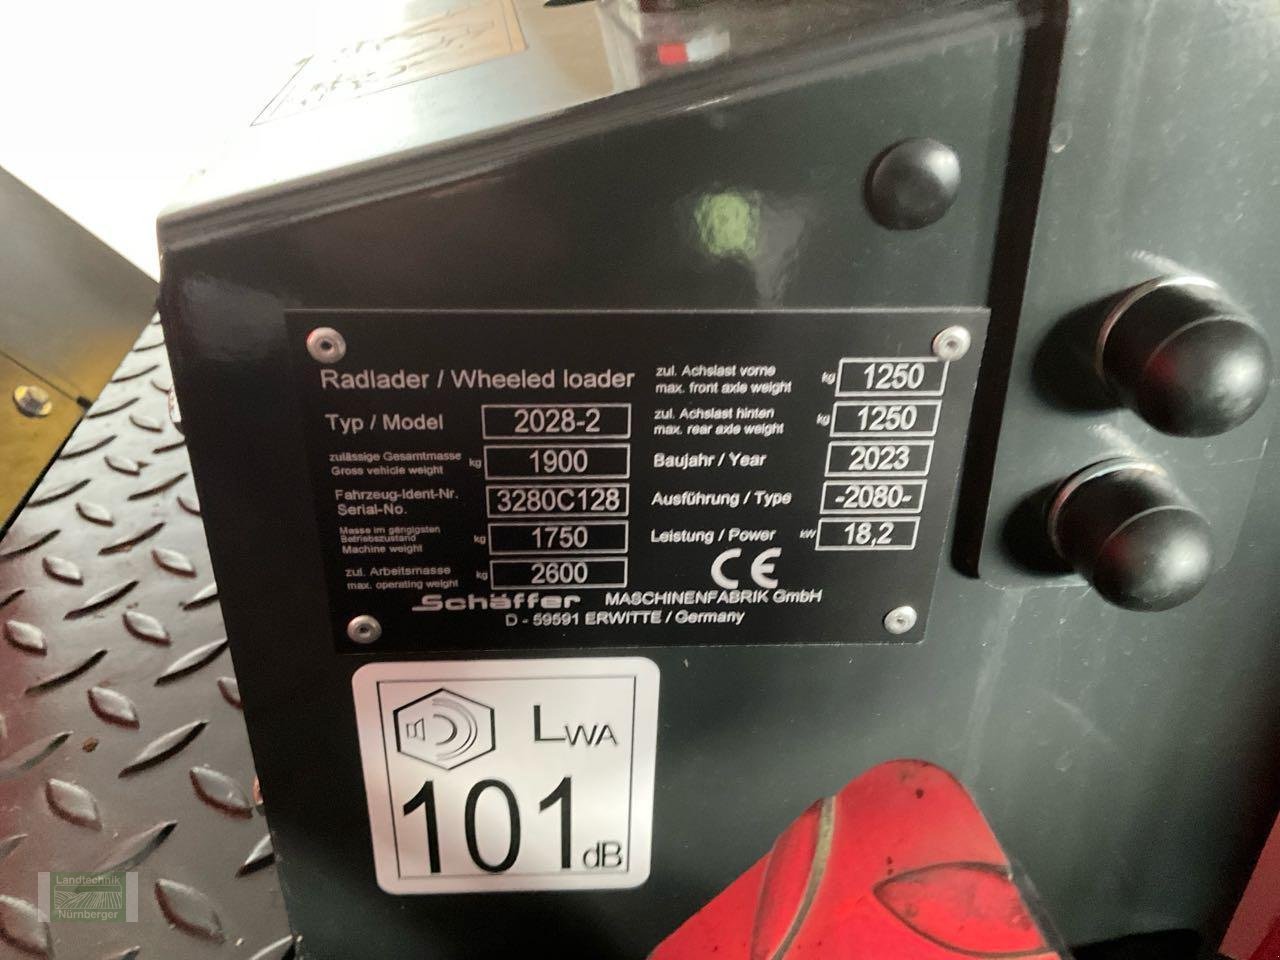 Radlader / Wheeled loader
Typ / Model 2028-2
zulässige Gesamtmasse
Gross vehicle weight kg 1900
Fahrzeug-Ident-Nr.
Serial-No. 3280C128
Masse im gängigsten
Betriebszustand
Machine weight kg 1750
zul. Arbeitsmasse
max. operating weight kg 2600
zul. Achslast vorne
max. front axle weight kg 1250
zul. Achslast hinten
max. rear axle weight kg 1250
Baujahr / Year 2023
Ausführung / Type -2080-
Leistung / Power kW 18,2
CE
Schäffer MASCHINENFABRIK GmbH
D - 59591 ERWITTE / Germany
LWA
101 dB
Landtechnik
Nürnberger